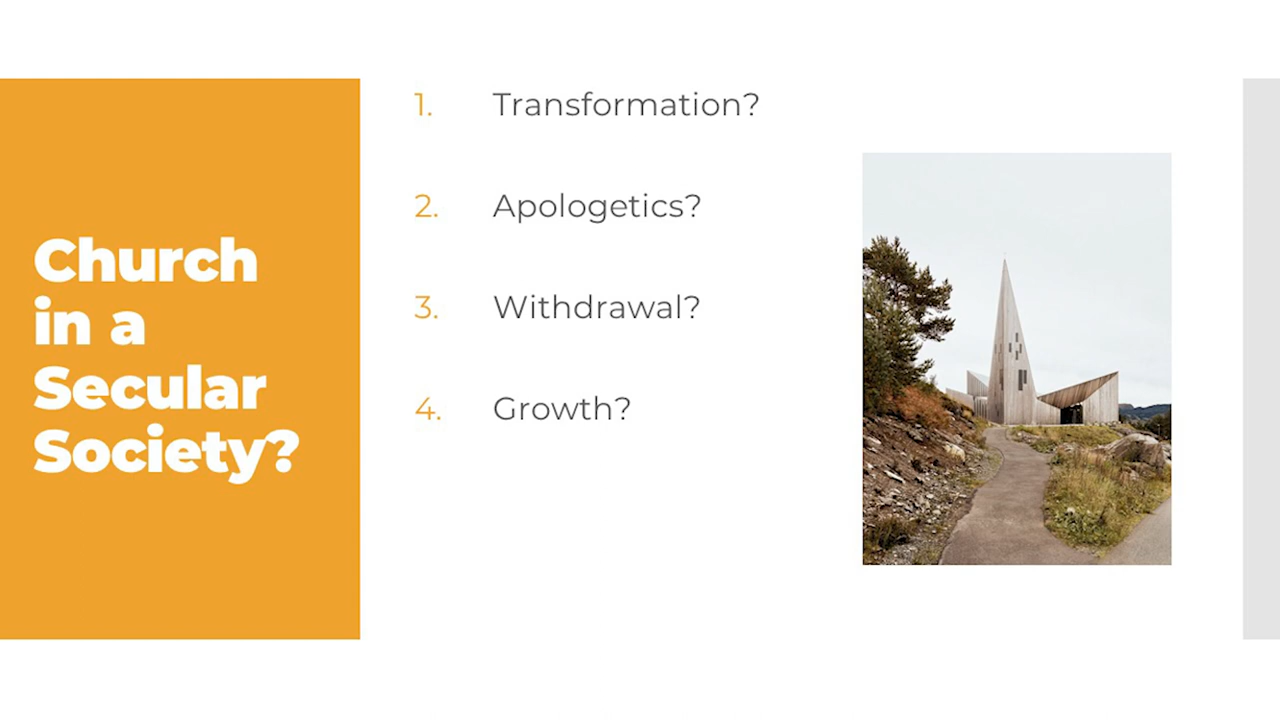 Church
in a
Secular
Society?
1. Transformation?
2. Apologetics?
3. Withdrawal?
4. Growth?